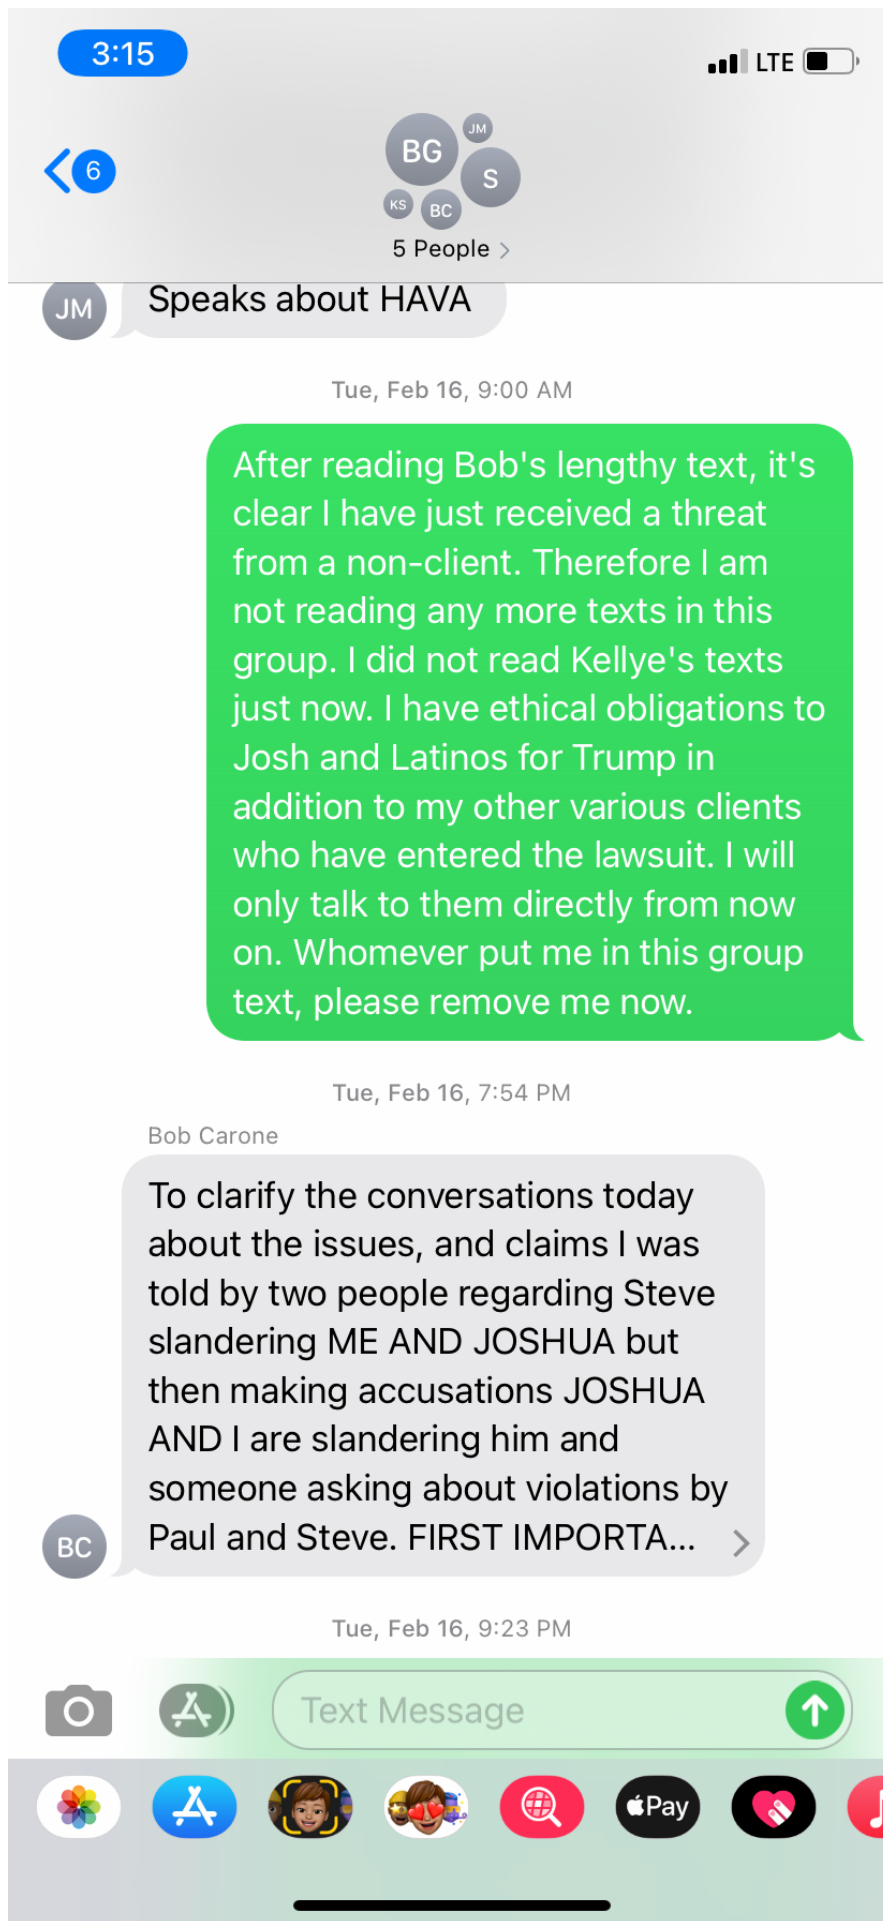 3:15
LTE
6
BG
JM
S
KS
BC
5 People
JM
Speaks about HAVA
Tue, Feb 16, 9:00 AM
After reading Bob's lengthy text, it's
clear I have just received a threat
from a non-client. Therefore I am
not reading any more texts in this
group. I did not read Kellye's texts
just now. I have ethical obligations to
Josh and Latinos for Trump in
addition to my other various clients
who have entered the lawsuit. I will
only talk to them directly from now
on. Whomever put me in this group
text, please remove me now.
Tue, Feb 16, 7:54 PM
Bob Carone
To clarify the conversations today
about the issues, and claims I was
told by two people regarding Steve
slandering ME AND JOSHUA but
then making accusations JOSHUA
AND I are slandering him and
someone asking about violations by
Paul and Steve. FIRST IMPORTA...
BC
Tue, Feb 16, 9:23 PM
Text Message
Pay